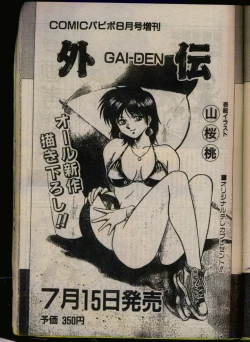 COMICパピポ8月号増刊
外伝
GAI-DEN
表紙イラスト
山桜桃
オール新作
描き下ろし!!
7月15日発売
予価 350円